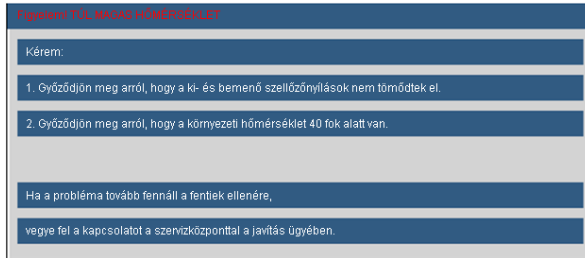 Figyelem! TÚL MAGAS HŐMÉRSÉKLET
Kérem:
1. Győződjön meg arról, hogy a ki- és bemenő szellőzőnyílások nem tömődtek el.
2. Győződjön meg arról, hogy a környezeti hőmérséklet 40 fok alatt van.
Ha a probléma tovább fennáll a fentiek ellenére,
vegye fel a kapcsolatot a szervizközponttal a javítás ügyében.